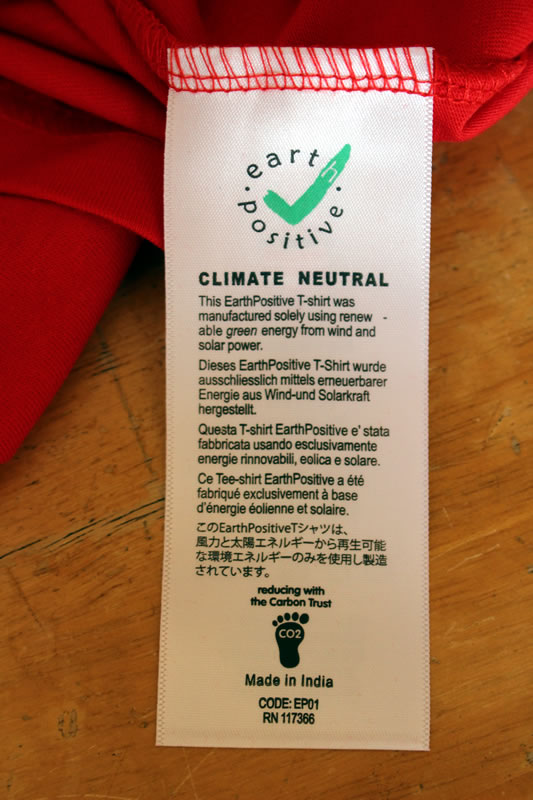 earth
positive
CLIMATE NEUTRAL
This EarthPositive T-shirt was
manufactured solely using renew -
able green energy from wind and
solar power.
Dieses EarthPositive T-Shirt wurde
ausschliesslich mittels erneuerbarer
Energie aus Wind-und Solarkraft
hergestellt.
Questa T-shirt EarthPositive e' stata
fabbricata usando esclusivamente
energie rinnovabili, eolica e solare.
Ce Tee-shirt EarthPositive a été
fabriqué exclusivement à base
d'énergie éolienne et solaire.
このEarthPositiveTシャツは、
風力と太陽エネルギーから再生可能
な環境エネルギーのみを使用し製造
されています。
reducing with
the Carbon Trust
CO2
Made in India
CODE: EP01
RN 117366